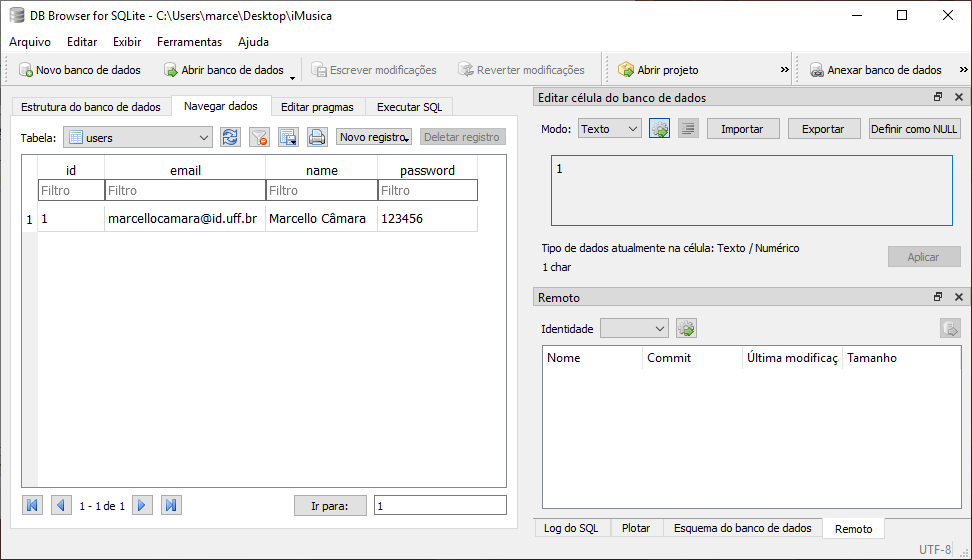 DB Browser for SQLite - C:\Users\marce\Desktop\iMusica
Arquivo Editar Exibir Ferramentas Ajuda
Novo banco de dados Abrir banco de dados Escrever modificações Reverter modificações Abrir projeto » Anexar banco de dados »
Estrutura do banco de dados Navegar dados Editar pragmas Executar SQL
Tabela: users Novo registro Deletar registro
id email name password
Filtro Filtro Filtro Filtro
1 1 marcellocamara@id.uff.br Marcello Câmara 123456
1 - 1 de 1 Ir para: 1
Editar célula do banco de dados
Modo: Texto Importar Exportar Definir como NULL
1
Tipo de dados atualmente na célula: Texto / Numérico
1 char
Aplicar
Remoto
Identidade
Nome Commit Última modificaç Tamanho
Log do SQL Plotar Esquema do banco de dados Remoto
UTF-8